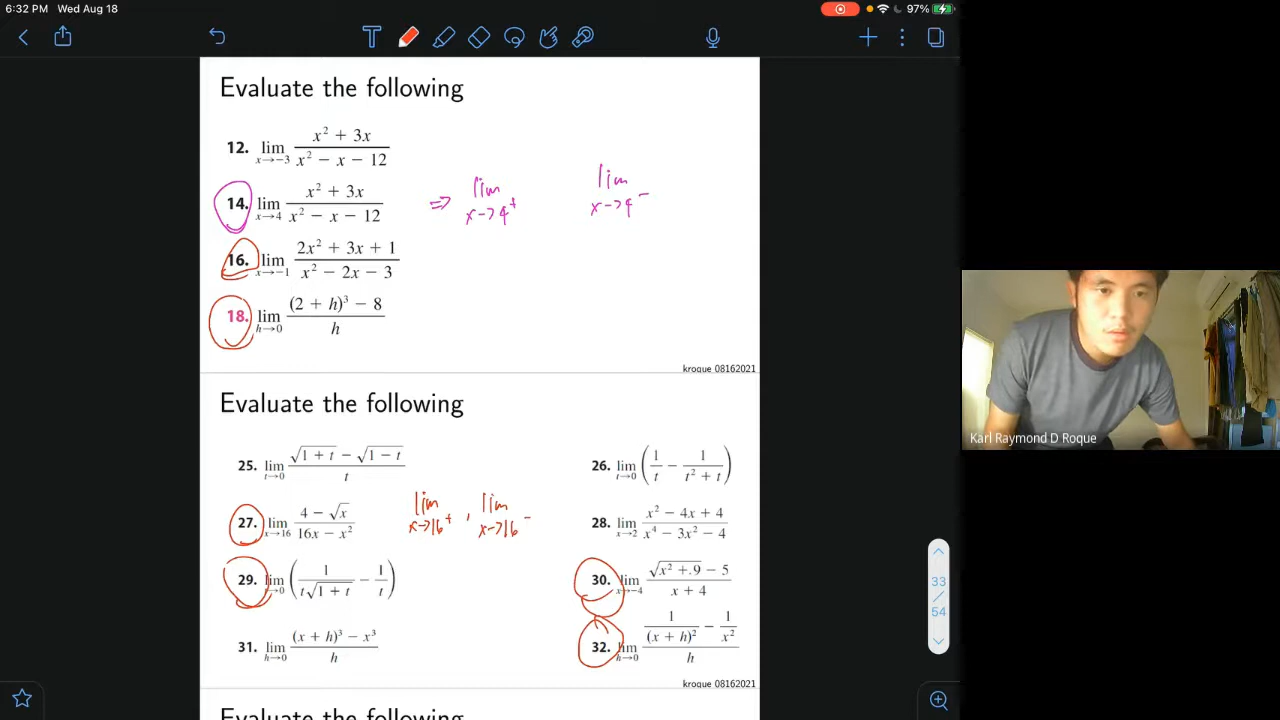 6:32 PM Wed Aug 18
97%
Evaluate the following
12. lim x→−3 (x² + 3x)/(x² − x − 12)
14. lim x→4 (x² + 3x)/(x² − x − 12) ⇒ lim x→4⁺ lim x→4⁻
16. lim x→−1 (2x² + 3x + 1)/(x² − 2x − 3)
18. lim h→0 ((2 + h)³ − 8)/h
kroque 08162021
Evaluate the following
25. lim t→0 (√(1 + t) − √(1 − t))/t
26. lim t→0 (1/t − 1/(t² + t))
27. lim x→16 (4 − √x)/(16x − x²) lim x→16⁺ , lim x→16⁻
28. lim x→2 (x² − 4x + 4)/(x⁴ − 3x² − 4)
29. lim t→0 (1/(t√(1 + t)) − 1/t)
30. lim x→−4 (√(x² + .9) − 5)/(x + 4)
31. lim h→0 ((x + h)³ − x³)/h
32. lim h→0 (1/(x + h)² − 1/x²)/h
kroque 08162021
Evaluate the following
33
/
54
Karl Raymond D Roque